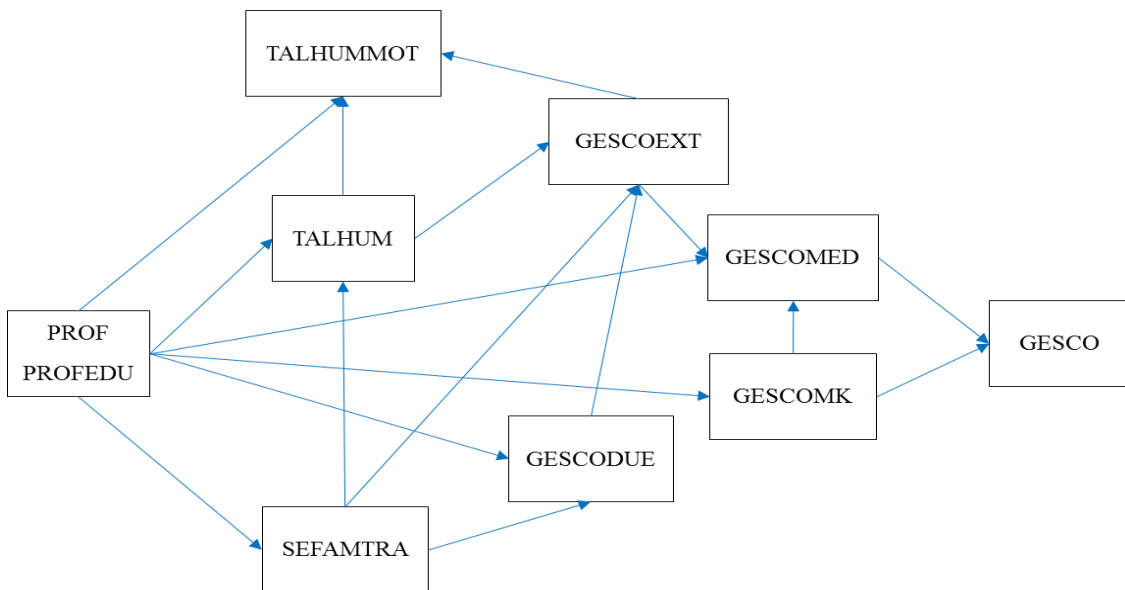 TALHUMMOT
GESCOEXT
TALHUM
GESCOMED
PROF
PROFEDU
GESCO
GESCOMK
GESCODUE
SEFAMTRA